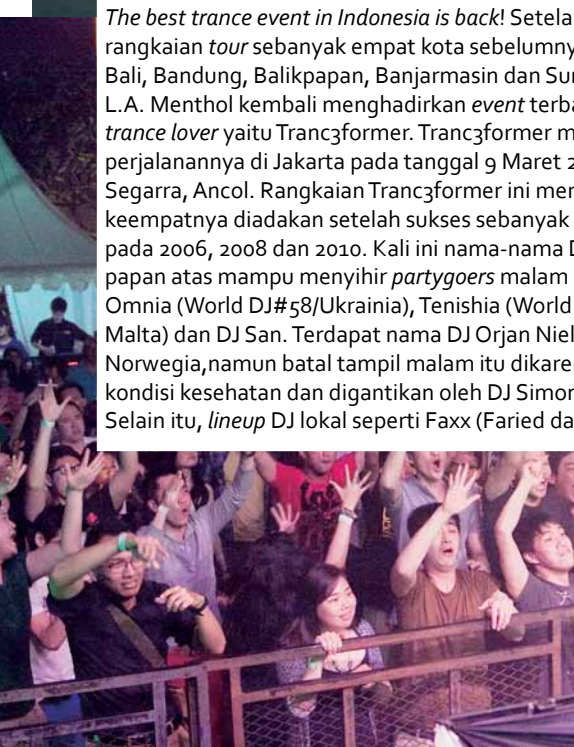 The best trance event in Indonesia is back! Setela
rangkaian tour sebanyak empat kota sebelumny
Bali, Bandung, Balikpapan, Banjarmasin dan Sur
L.A. Menthol kembali menghadirkan event terba
trance lover yaitu Tranc3former. Tranc3former m
perjalanannya di Jakarta pada tanggal 9 Maret 2
Segarra, Ancol. Rangkaian Tranc3former ini mer
keempatnya diadakan setelah sukses sebanyak
pada 2006, 2008 dan 2010. Kali ini nama-nama D
papan atas mampu menyihir partygoers malam
Omnia (World DJ#58/Ukrainia), Tenishia (World
Malta) dan DJ San. Terdapat nama DJ Orjan Niel
Norwegia,namun batal tampil malam itu dikare
kondisi kesehatan dan digantikan oleh DJ Simor
Selain itu, lineup DJ lokal seperti Faxx (Faried da